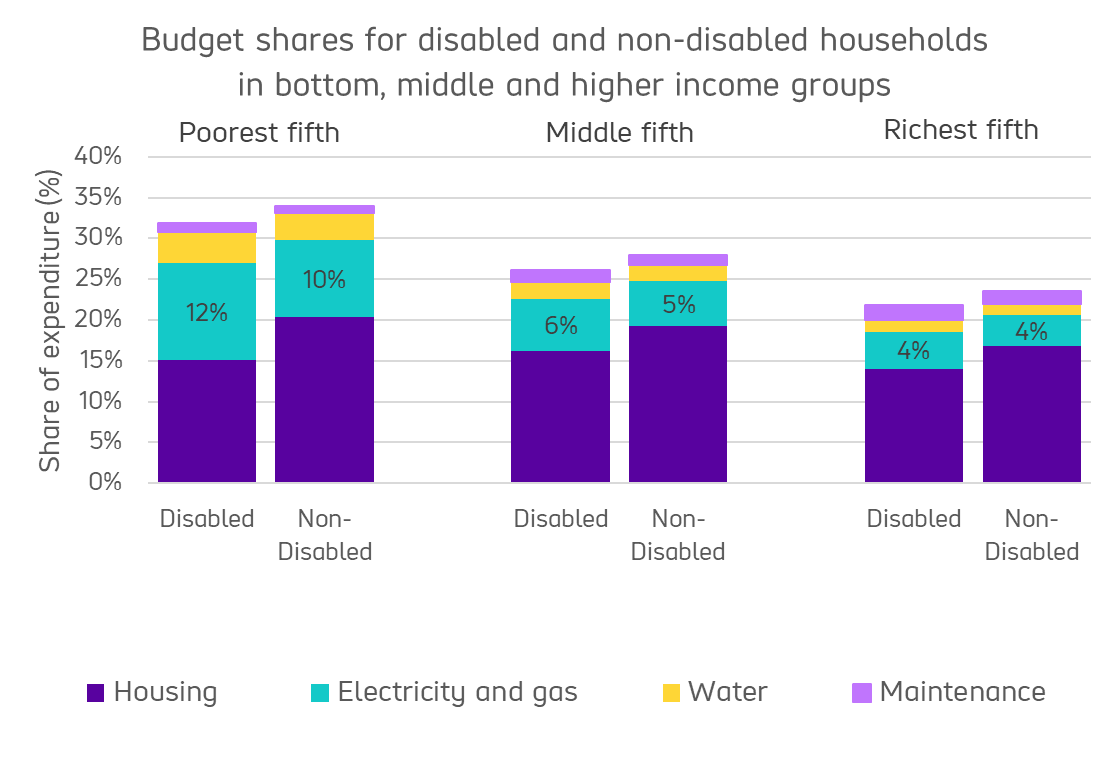 Budget shares for disabled and non-disabled households
in bottom, middle and higher income groups
Poorest fifth
Middle fifth
Richest fifth
Share of expenditure (%)
40%
35%
30%
25%
20%
15%
10%
5%
0%
12%
10%
6%
5%
4%
4%
Disabled
Non-
Disabled
Disabled
Non-
Disabled
Disabled
Non-
Disabled
Housing
Electricity and gas
Water
Maintenance